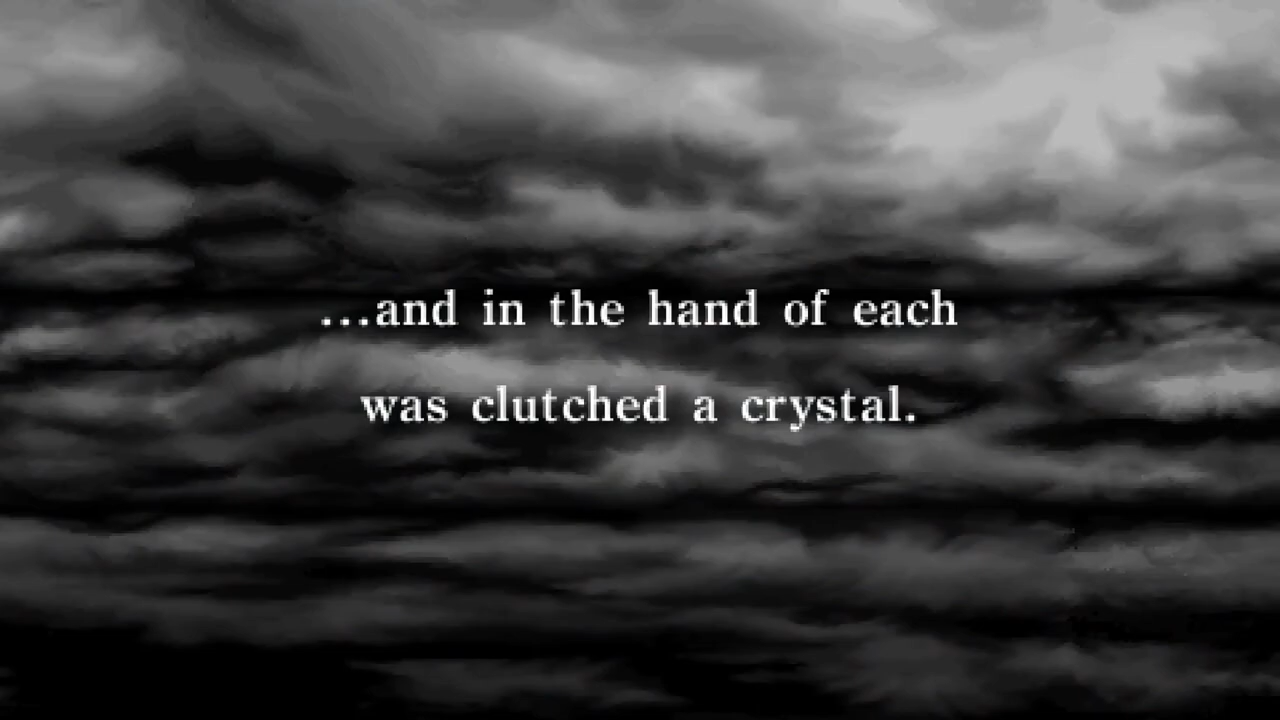 ...and in the hand of each
was clutched a crystal.